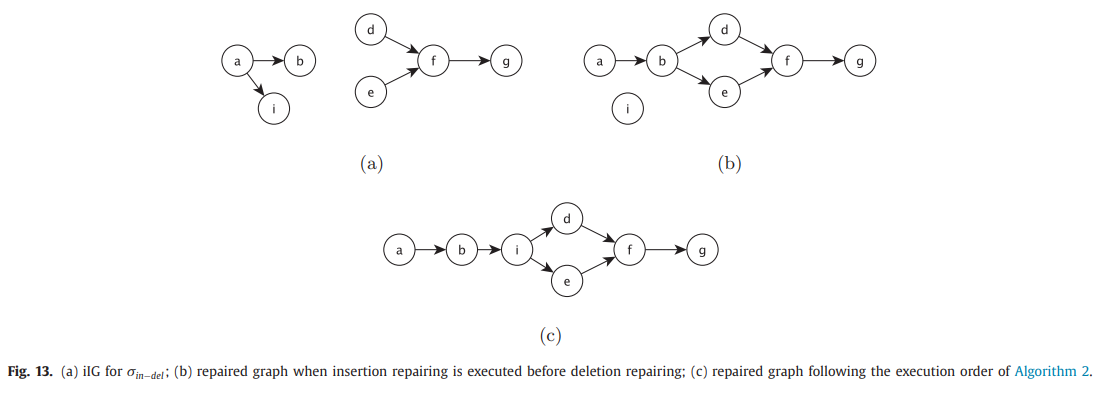 d d
a b f g a b f g
i e i e
(a) (b)
d
a b i f g
e
(c)
Fig. 13. (a) iIG for σin−del; (b) repaired graph when insertion repairing is executed before deletion repairing; (c) repaired graph following the execution order of Algorithm 2.